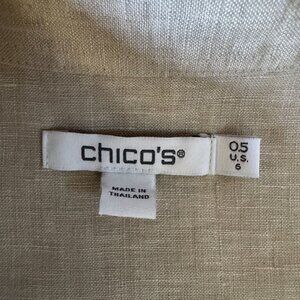 chico's®
0.5
U.S.
6
MADE IN
THAILAND